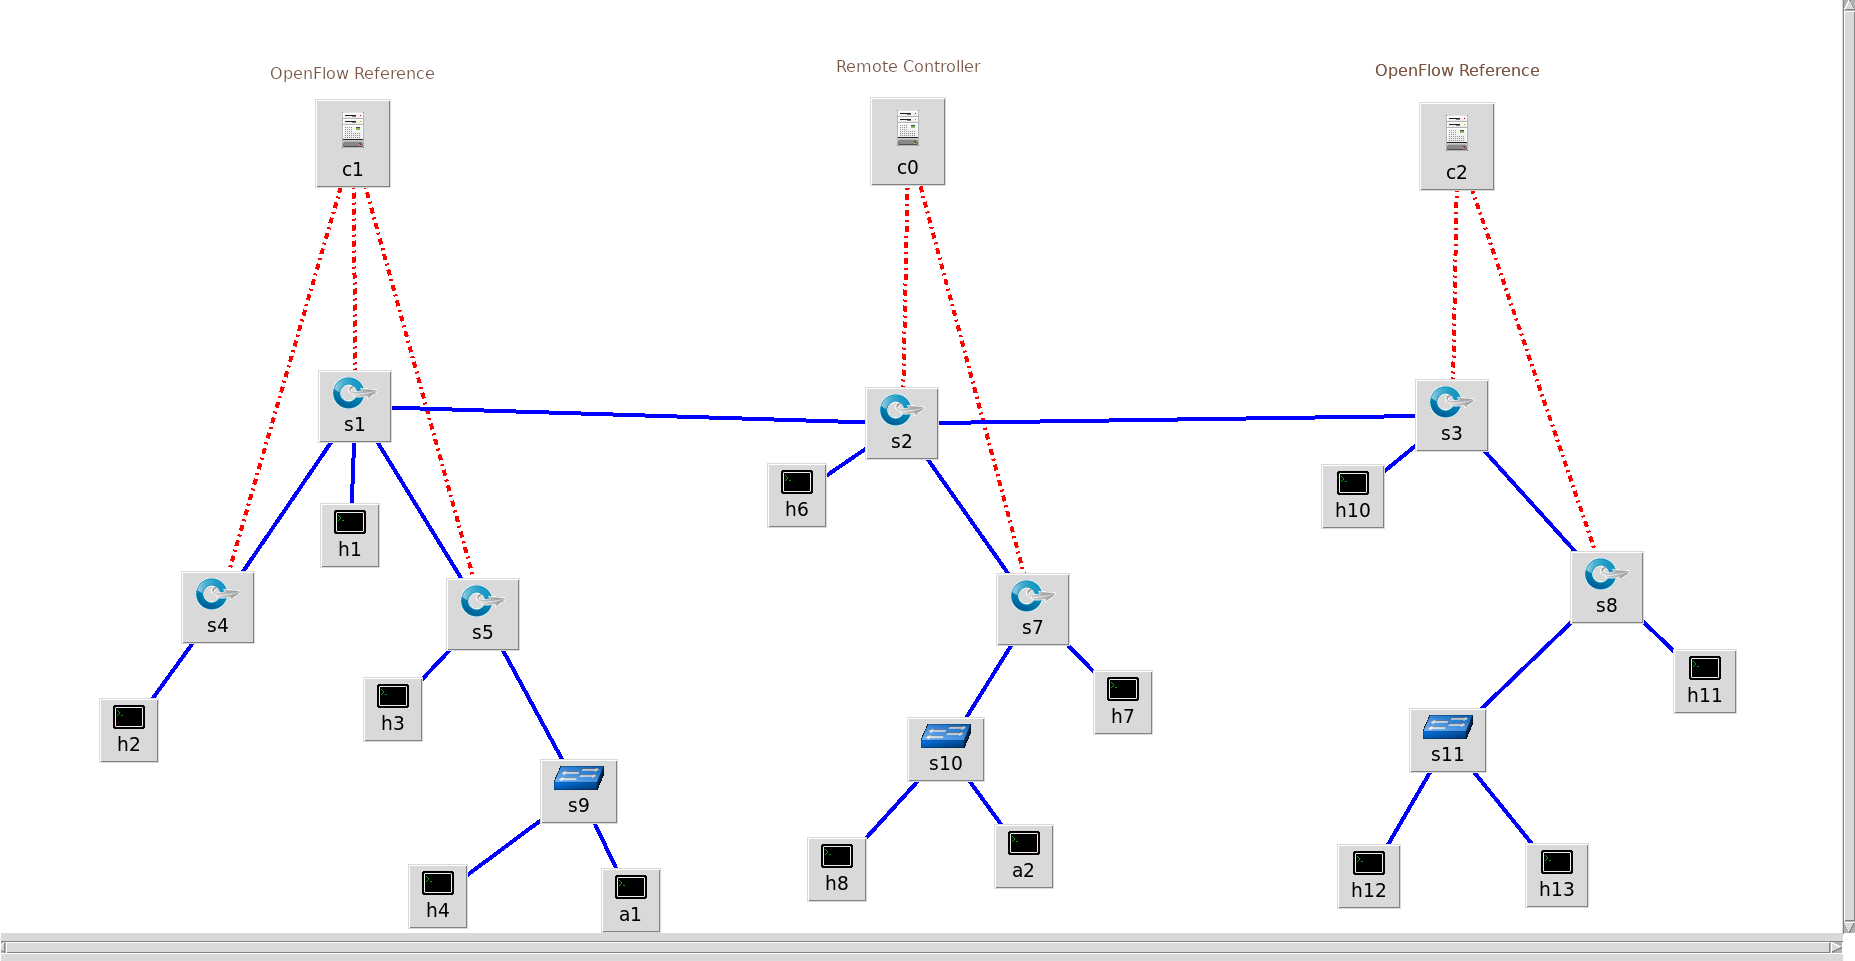 OpenFlow Reference
Remote Controller
OpenFlow Reference
c1
c0
c2
s1
s2
s3
h6
h10
h1
s4
s5
s7
s8
h2
h3
h7
h11
s9
s10
s11
h4
a1
h8
a2
h12
h13